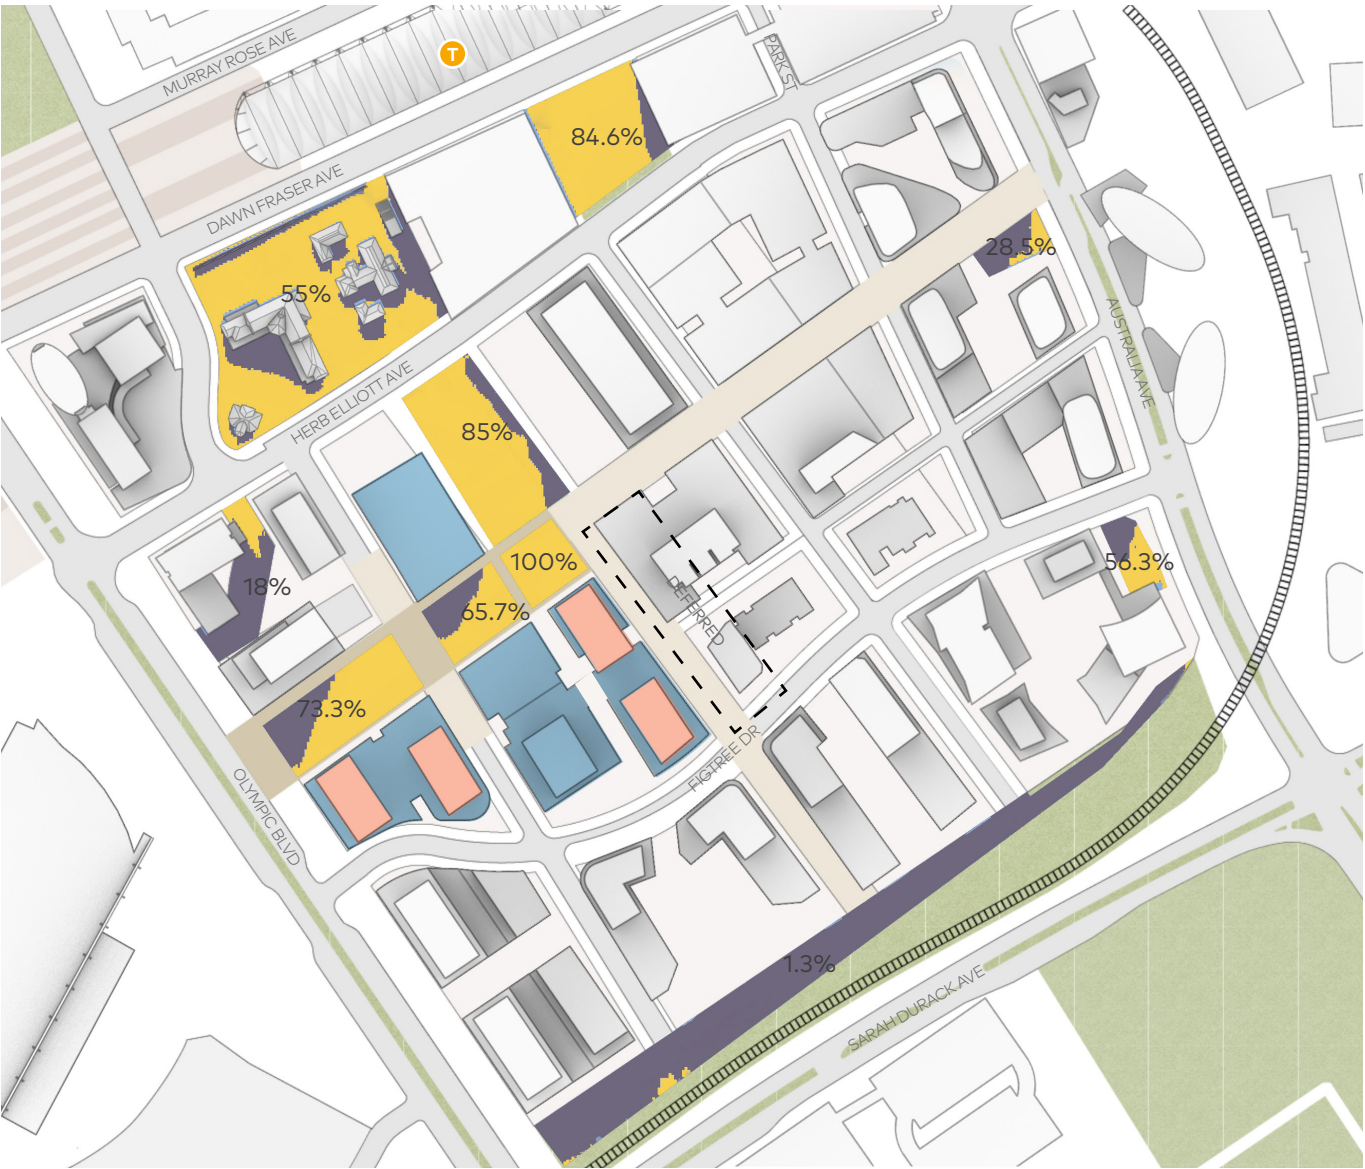 MURRAY ROSE AVE
T
PARK ST
84.6%
DAWN FRASER AVE
28.5%
55%
AUSTRALIA AVE
HERB ELLIOTT AVE
85%
100%
56.3%
18%
65.7%
EFERRED
73.3%
FIGTREE DR
OLYMPIC BLVD
1.3%
SARAH DURACK AVE